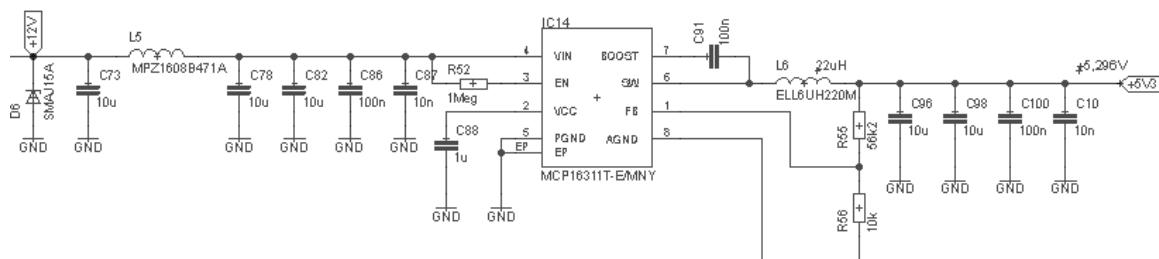 +12V
D6
SMAJ15A
GND
C73
10u
GND
L5
MPZ1608B471A
C78
10u
GND
C82
10u
GND
C86
100n
GND
C87
10n
GND
R52
1Meg
C88
1u
GND
GND
IC14
4 VIN BOOST 7
3 EN SW 6
2 VCC FB 1
5 PGND AGND 8
EP EP
MCP16311T-E/MNY
C91
100n
L6 22uH
ELL6UH220M
R55
56k2
R56
10k
C96
10u
GND
C98
10u
GND
C100
100n
GND
C10
10n
GND
5,296V
+5V3